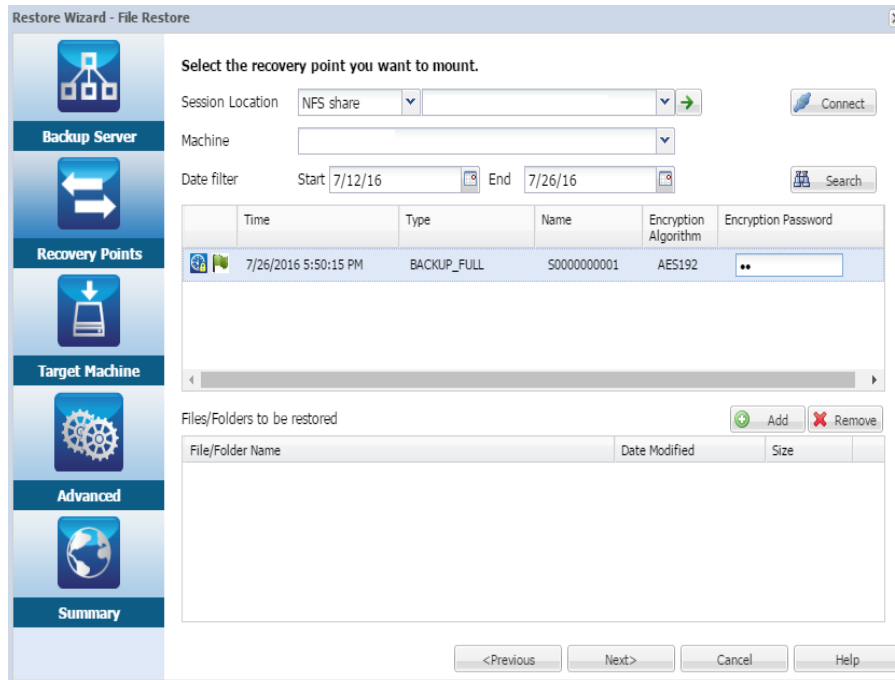 Restore Wizard - File Restore
Backup Server
Recovery Points
Target Machine
Advanced
Summary
Select the recovery point you want to mount.
Session Location NFS share Connect
Machine
Date filter Start 7/12/16 End 7/26/16 Search
Time Type Name Encryption Algorithm Encryption Password
7/26/2016 5:50:15 PM BACKUP_FULL S0000000001 AES192 ••
Files/Folders to be restored Add Remove
File/Folder Name Date Modified Size
<Previous Next> Cancel Help